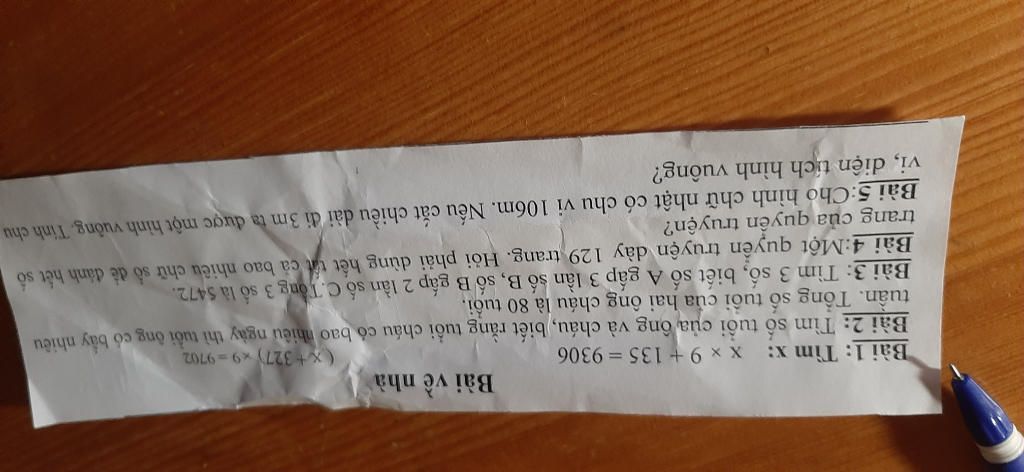 Bài về nhà
Bài 1: Tìm x: x × 9 + 135 = 9306 (x + 327) × 9 = 9702
Bài 2: Tìm số tuổi của ông và cháu, biết rằng tuổi cháu có bao nhiêu ngày thì tuổi ông có bấy nhiêu
tuần. Tổng số tuổi của hai ông cháu là 80 tuổi.
Bài 3: Tìm 3 số, biết số A gấp 3 lần số B, số B gấp 2 lần số C. Tổng 3 số là 5472.
Bài 4: Một quyển truyện dày 129 trang. Hỏi phải dùng hết tất cả bao nhiêu chữ số để đánh hết số
trang của quyển truyện?
Bài 5: Cho hình chữ nhật có chu vi 106m. Nếu cắt chiều dài đi 3m ta được một hình vuông. Tính chu
vi, diện tích hình vuông?